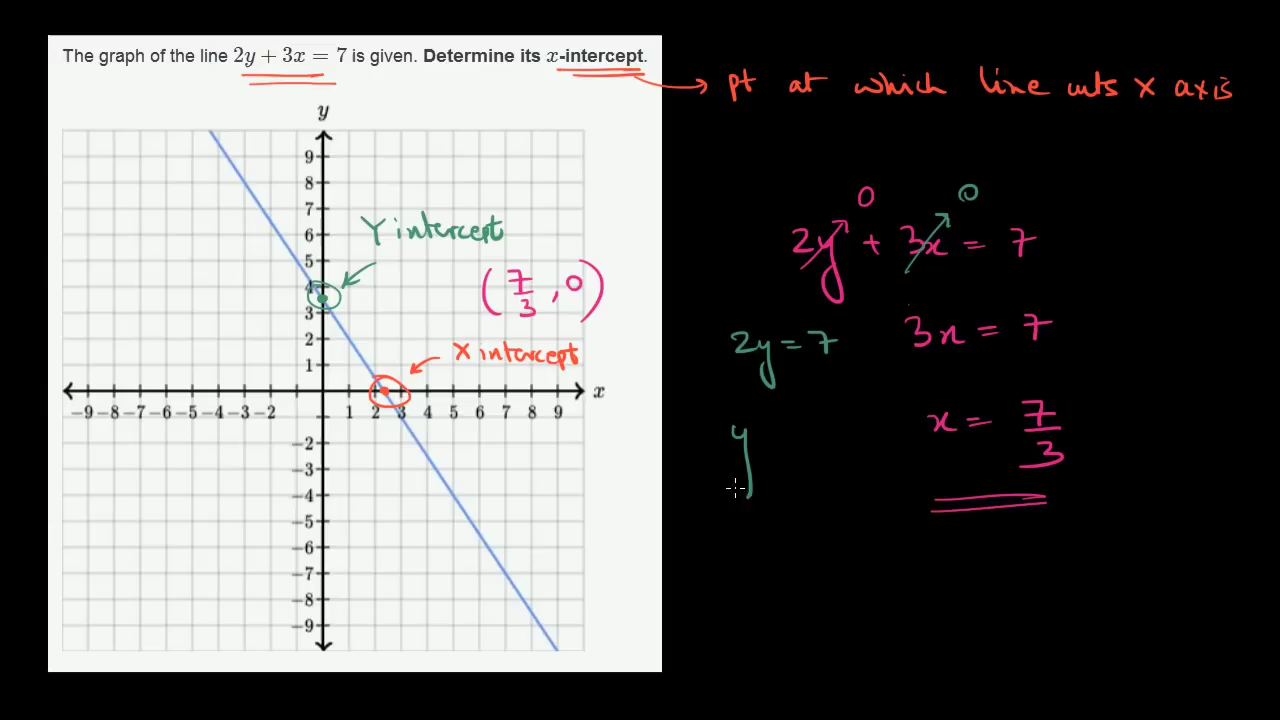 The graph of the line 2y + 3x = 7 is given. Determine its x-intercept.
pt at which line cuts X axis
y
9
8
7
6
5
4
3
2
1
Y intercept
(7/3, 0)
X intercept
x
-9 -8 -7 -6 -5 -4 -3 -2 1 2 3 4 5 6 7 8 9
-2
-3
-4
-5
-6
-7
-8
-9
0 0
2y + 3x = 7
2y = 7 3x = 7
y x = 7/3